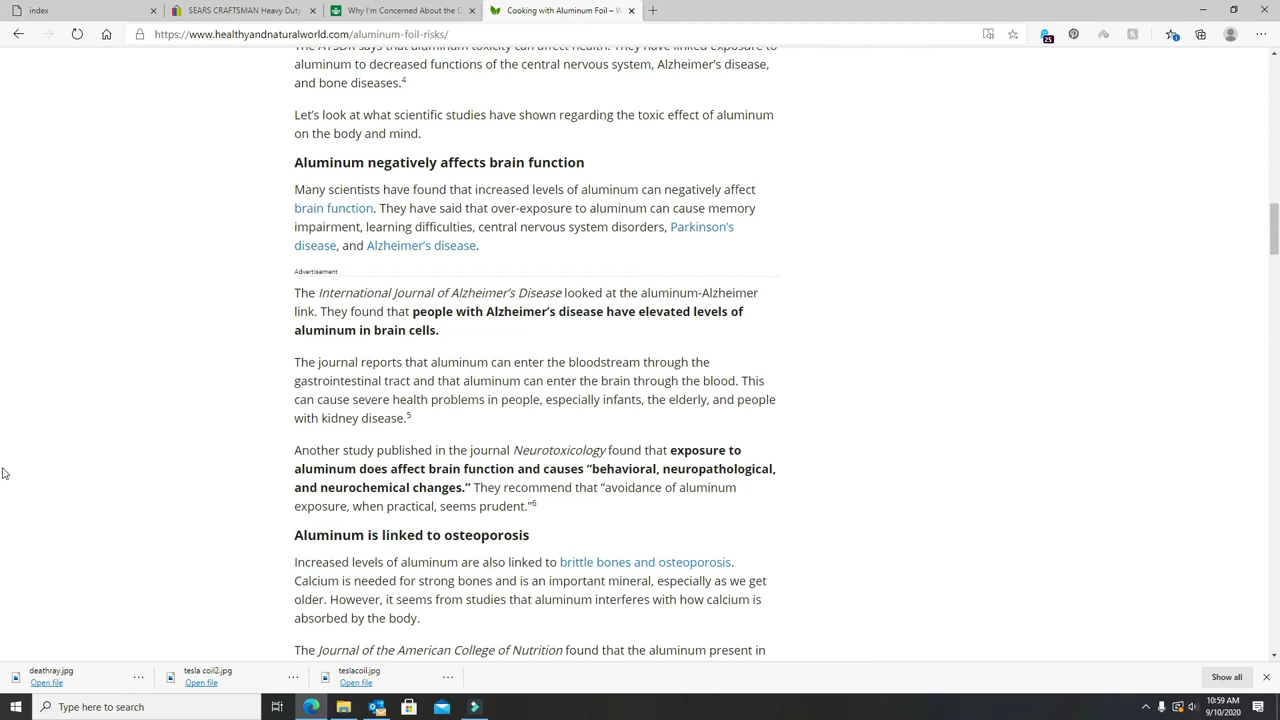 index
SEARS CRAFTSMAN Heavy Duty
Why I'm Concerned About the D
Cooking with Aluminum Foil – W
https://www.healthyandnaturalworld.com/aluminum-foil-risks/
25
The ATSDR says that aluminum toxicity can affect health. They have linked exposure to
aluminum to decreased functions of the central nervous system, Alzheimer's disease,
and bone diseases.4
Let's look at what scientific studies have shown regarding the toxic effect of aluminum
on the body and mind.
Aluminum negatively affects brain function
Many scientists have found that increased levels of aluminum can negatively affect
brain function. They have said that over-exposure to aluminum can cause memory
impairment, learning difficulties, central nervous system disorders, Parkinson's
disease, and Alzheimer's disease.
Advertisement
The International Journal of Alzheimer's Disease looked at the aluminum-Alzheimer
link. They found that people with Alzheimer's disease have elevated levels of
aluminum in brain cells.
The journal reports that aluminum can enter the bloodstream through the
gastrointestinal tract and that aluminum can enter the brain through the blood. This
can cause severe health problems in people, especially infants, the elderly, and people
with kidney disease.5
Another study published in the journal Neurotoxicology found that exposure to
aluminum does affect brain function and causes “behavioral, neuropathological,
and neurochemical changes.” They recommend that “avoidance of aluminum
exposure, when practical, seems prudent.”6
Aluminum is linked to osteoporosis
Increased levels of aluminum are also linked to brittle bones and osteoporosis.
Calcium is needed for strong bones and is an important mineral, especially as we get
older. However, it seems from studies that aluminum interferes with how calcium is
absorbed by the body.
The Journal of the American College of Nutrition found that the aluminum present in
deathray.jpg
Open file
tesla coil2.jpg
Open file
teslacoil.jpg
Open file
Show all
Type here to search
10:59 AM
9/10/2020